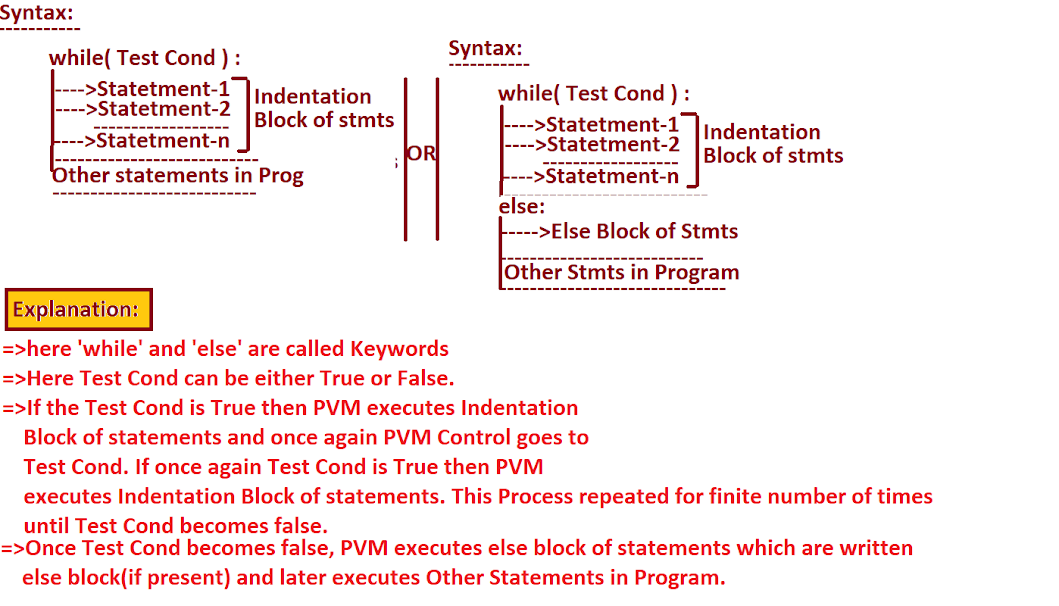 Syntax:
-----------
while( Test Cond ) :
---->Statetment-1
---->Statetment-2
------------------
---->Statetment-n
---------------------------
Other statements in Prog
---------------------------
Indentation
Block of stmts
OR
Syntax:
-----------
while( Test Cond ) :
---->Statetment-1
---->Statetment-2
------------------
---->Statetment-n
---------------------------
else:
----->Else Block of Stmts
---------------------------
Other Stmts in Program
------------------------------
Indentation
Block of stmts
Explanation:
=>here 'while' and 'else' are called Keywords
=>Here Test Cond can be either True or False.
=>If the Test Cond is True then PVM executes Indentation
Block of statements and once again PVM Control goes to
Test Cond. If once again Test Cond is True then PVM
executes Indentation Block of statements. This Process repeated for finite number of times
until Test Cond becomes false.
=>Once Test Cond becomes false, PVM executes else block of statements which are written
else block(if present) and later executes Other Statements in Program.